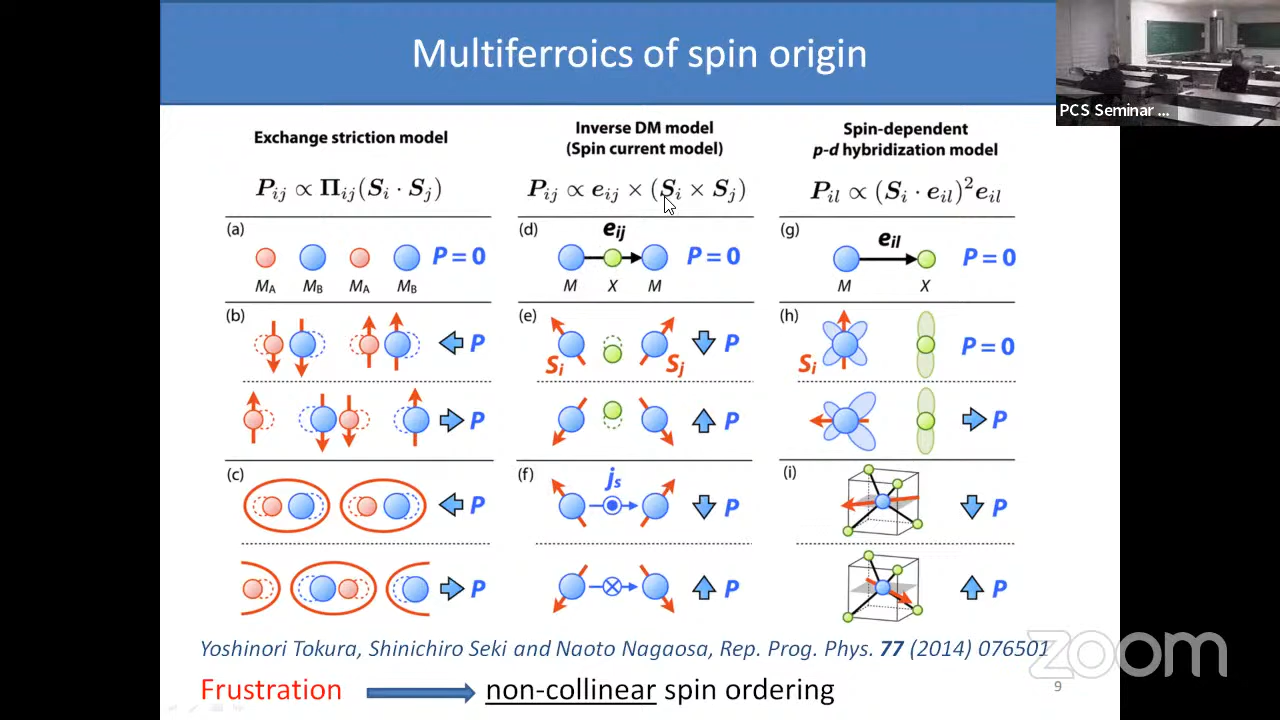 Multiferroics of spin origin
PCS Seminar ...
Exchange striction model
P_ij ∝ Π_ij(S_i · S_j)
Inverse DM model
(Spin current model)
P_ij ∝ e_ij × (S_i × S_j)
Spin-dependent
p-d hybridization model
P_il ∝ (S_i · e_il)²e_il
(a)
P = 0
M_A M_B M_A M_B
(b)
P
P
(c)
P
P
(d)
e_ij
P = 0
M X M
(e)
S_i S_j
P
P
(f)
j_s
P
P
(g)
e_il
P = 0
M X
(h)
S_i
P = 0
P
(i)
P
P
Yoshinori Tokura, Shinichiro Seki and Naoto Nagaosa, Rep. Prog. Phys. 77 (2014) 076501
zoom
Frustration non-collinear spin ordering
9